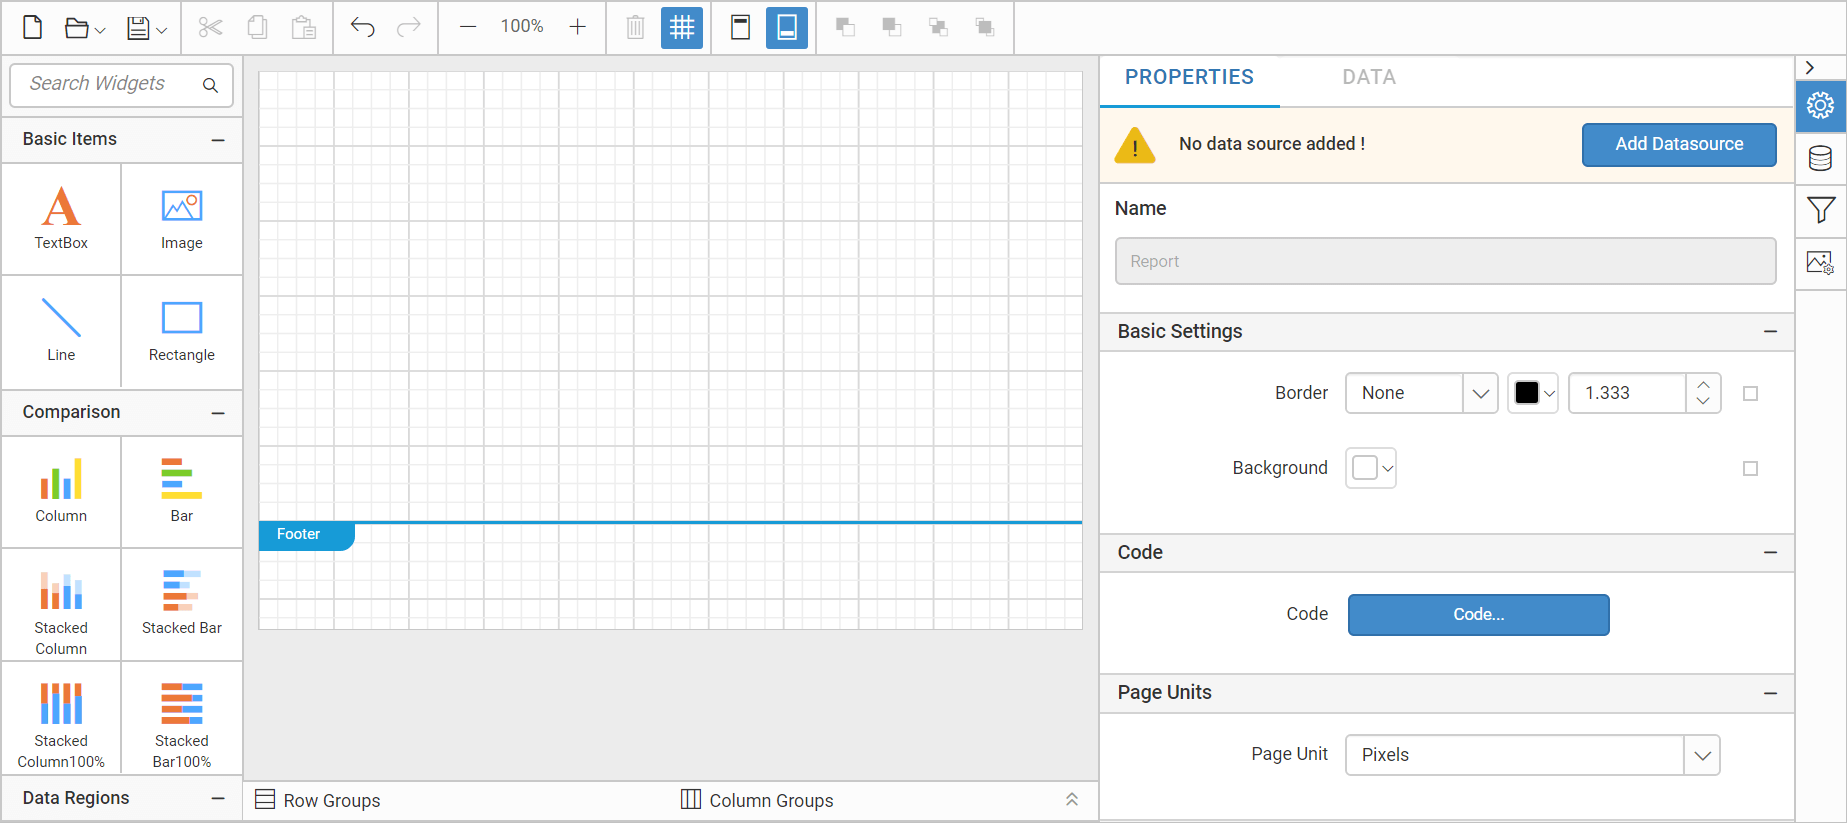 100%
Search Widgets
Basic Items
TextBox
Image
Line
Rectangle
Comparison
Column
Bar
Stacked
Column
Stacked Bar
Stacked
Column100%
Stacked
Bar100%
Data Regions
Footer
Row Groups
Column Groups
PROPERTIES
DATA
No data source added !
Add Datasource
Name
Report
Basic Settings
Border
None
1.333
Background
Code
Code
Code...
Page Units
Page Unit
Pixels